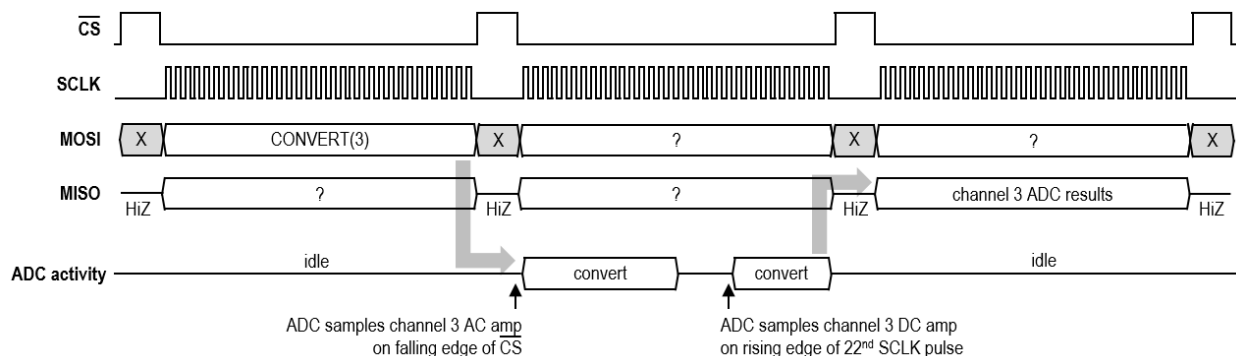 CS
SCLK
MOSI X CONVERT(3) X ? X ? X
MISO ? ? channel 3 ADC results
HiZ HiZ HiZ HiZ
ADC activity idle convert convert idle
ADC samples channel 3 AC amp
on falling edge of CS
ADC samples channel 3 DC amp
on rising edge of 22nd SCLK pulse